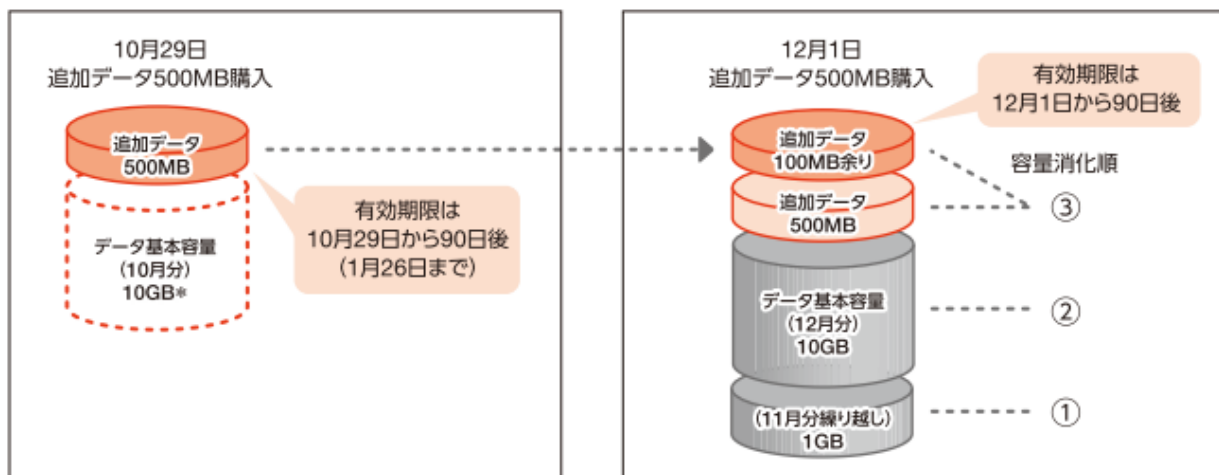 10月29日
追加データ500MB購入
追加データ
500MB
データ基本容量
(10月分)
10GB*
有効期限は
10月29日から90日後
(1月26日まで)
12月1日
追加データ500MB購入
有効期限は
12月1日から90日後
追加データ
100MB余り
追加データ
500MB
データ基本容量
(12月分)
10GB
(11月分繰り越し)
1GB
容量消化順
③
②
①